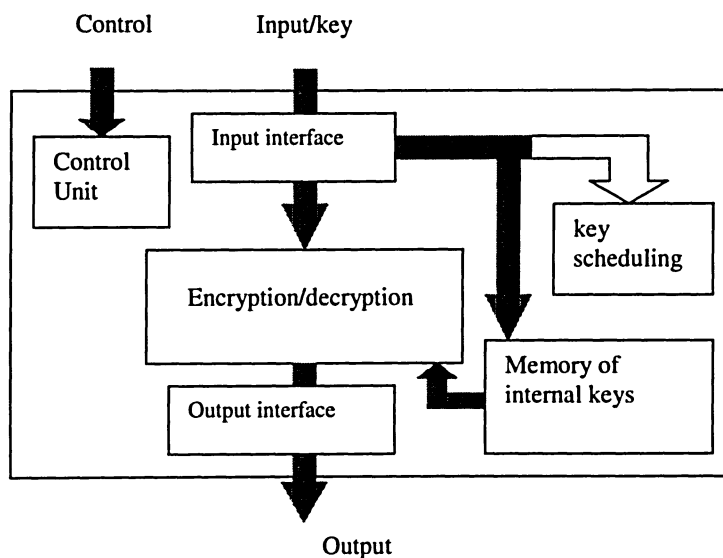 Control
Input/key
Input interface
Control
Unit
key
scheduling
Encryption/decryption
Memory of
internal keys
Output interface
Output